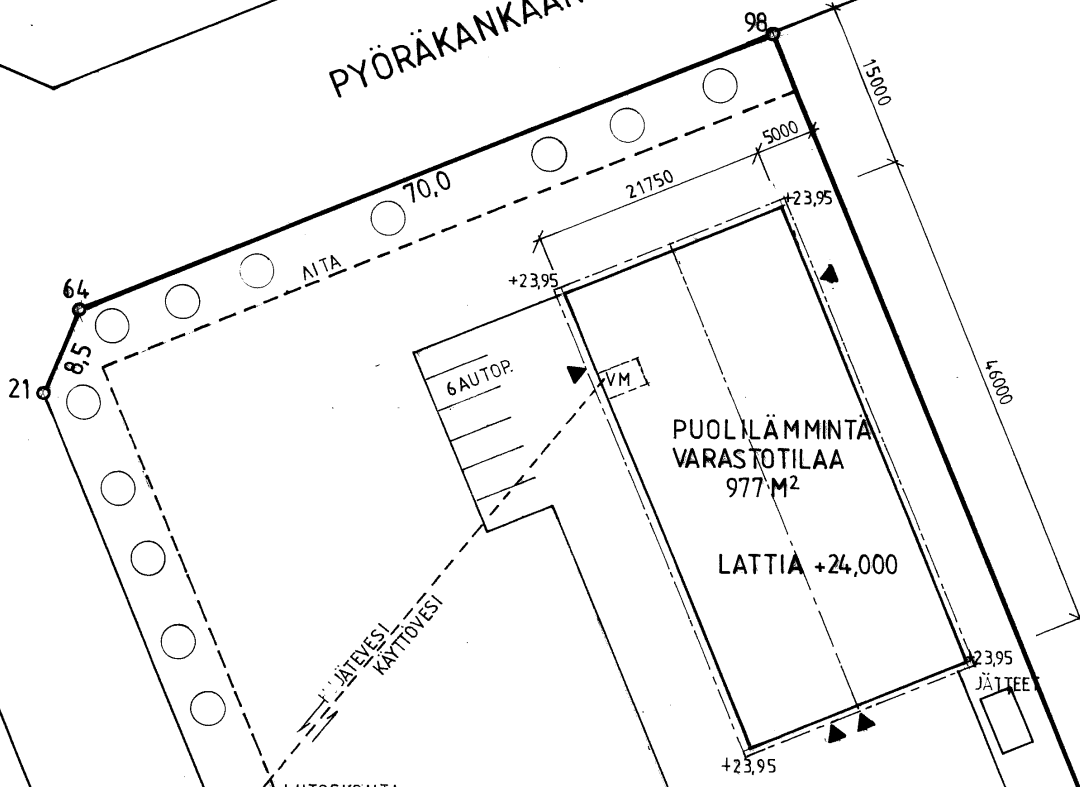 PYÖRÄKANKAAN
98
15000
5000
70,0
21750
+23,95
AITA
+23,95
64
8,5
21
6 AUTOP.
VM
46000
PUOLILÄMMINTÄ
VARASTOTILAA
977 M²
LATTIA +24,000
JÄTEVESI
KÄYTTÖVESI
+23,95
JÄTTEET
+23,95